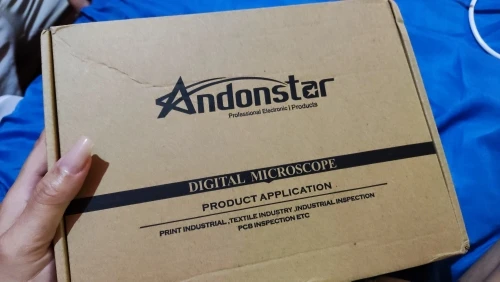 Andonstar
Professional Electronic | Products
DIGITAL MICROSCOPE
PRODUCT APPLICATION
PRINT INDUSTRIAL ,TEXTILE INDUSTRY ,INDUSTRIAL INSPECTION
PCB INSPECTION ETC